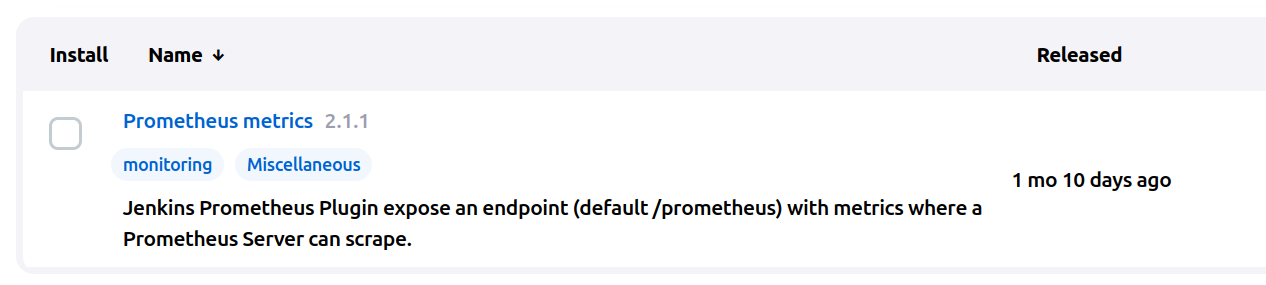 Install Name ↓ Released
Prometheus metrics 2.1.1
monitoring Miscellaneous
1 mo 10 days ago
Jenkins Prometheus Plugin expose an endpoint (default /prometheus) with metrics where a
Prometheus Server can scrape.